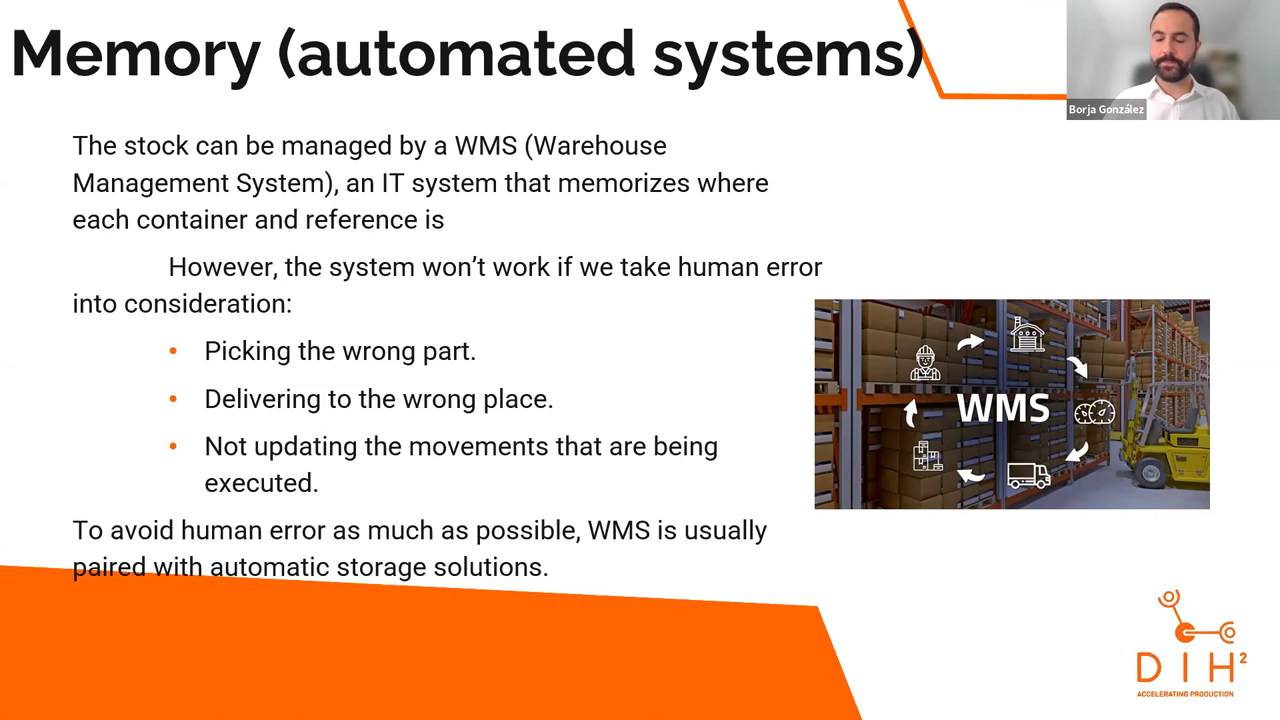 Memory (automated systems)
Borja González
The stock can be managed by a WMS (Warehouse
Management System), an IT system that memorizes where
each container and reference is
However, the system won’t work if we take human error
into consideration:
• Picking the wrong part.
• Delivering to the wrong place.
• Not updating the movements that are being
executed.
To avoid human error as much as possible, WMS is usually
paired with automatic storage solutions.
WMS
DIH²
ACCELERATING PRODUCTION